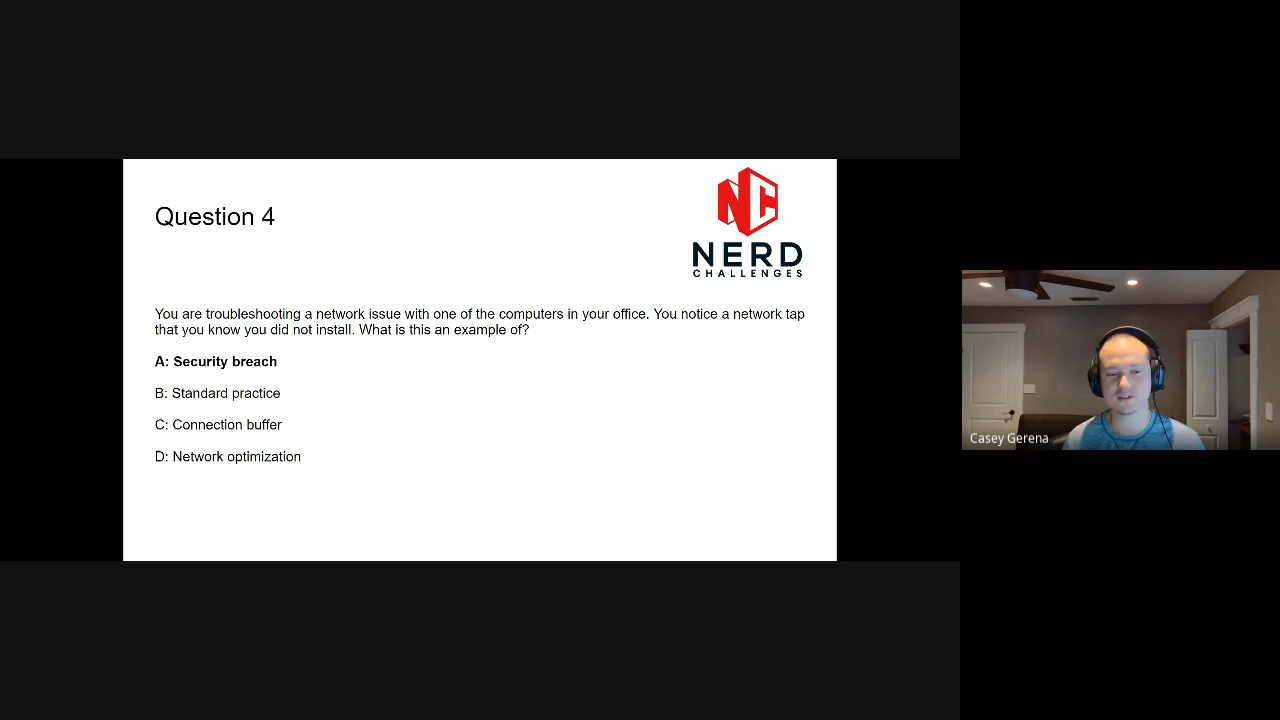 Question 4
NC
NERD
CHALLENGES
You are troubleshooting a network issue with one of the computers in your office. You notice a network tap
that you know you did not install. What is this an example of?
A: Security breach
B: Standard practice
C: Connection buffer
D: Network optimization
Casey Gerena